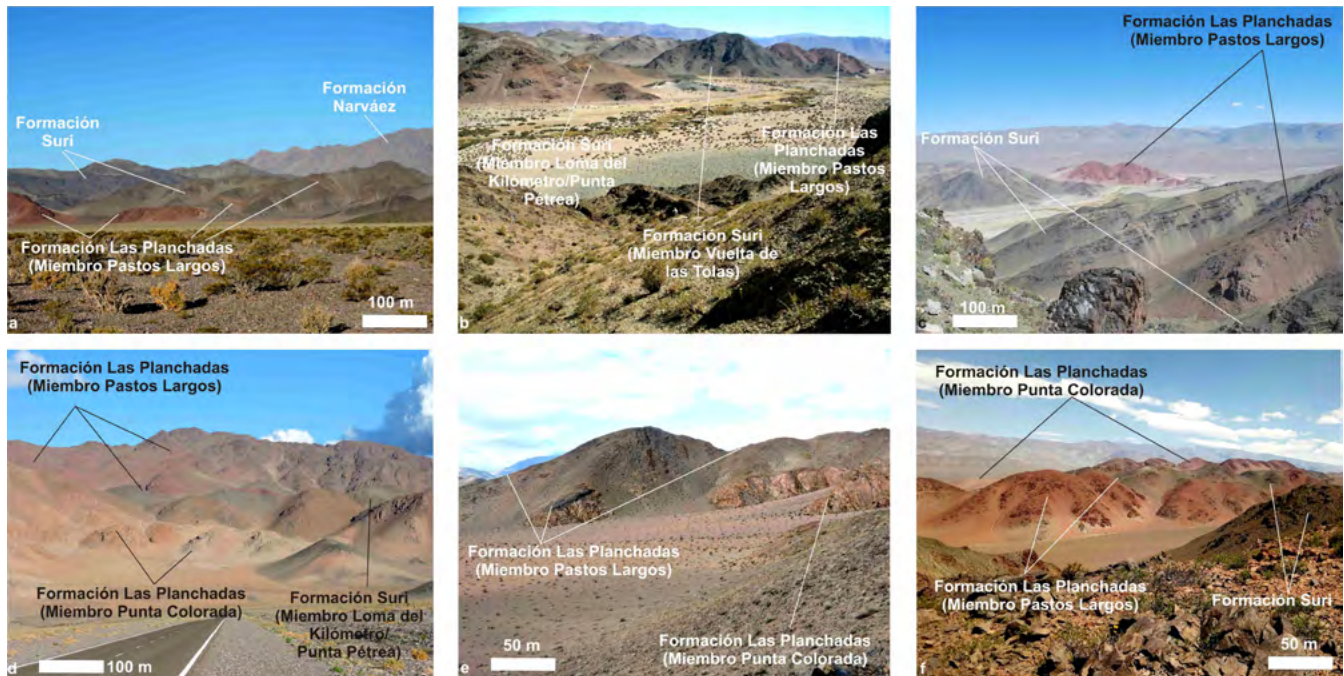 Formación
Suri
Formación
Narváez
Formación Las Planchadas
(Miembro Pastos Largos)
100 m
a
Formación Suri
(Miembro Loma del
Kilómetro/Punta
Pétrea)
Formación Las
Planchadas
(Miembro Pastos
Largos)
Formación Suri
(Miembro Vuelta de
las Tolas)
b
Formación Las Planchadas
(Miembro Pastos Largos)
Formación Suri
100 m
c
Formación Las Planchadas
(Miembro Pastos Largos)
Formación Las Planchadas
(Miembro Punta Colorada)
Formación Suri
(Miembro Loma del
Kilómetro/
Punta Pétrea)
100 m
d
Formación Las Planchadas
(Miembro Pastos Largos)
Formación Las Planchadas
(Miembro Punta Colorada)
50 m
e
Formación Las Planchadas
(Miembro Punta Colorada)
Formación Las Planchadas
(Miembro Pastos Largos)
Formación Suri
50 m
f